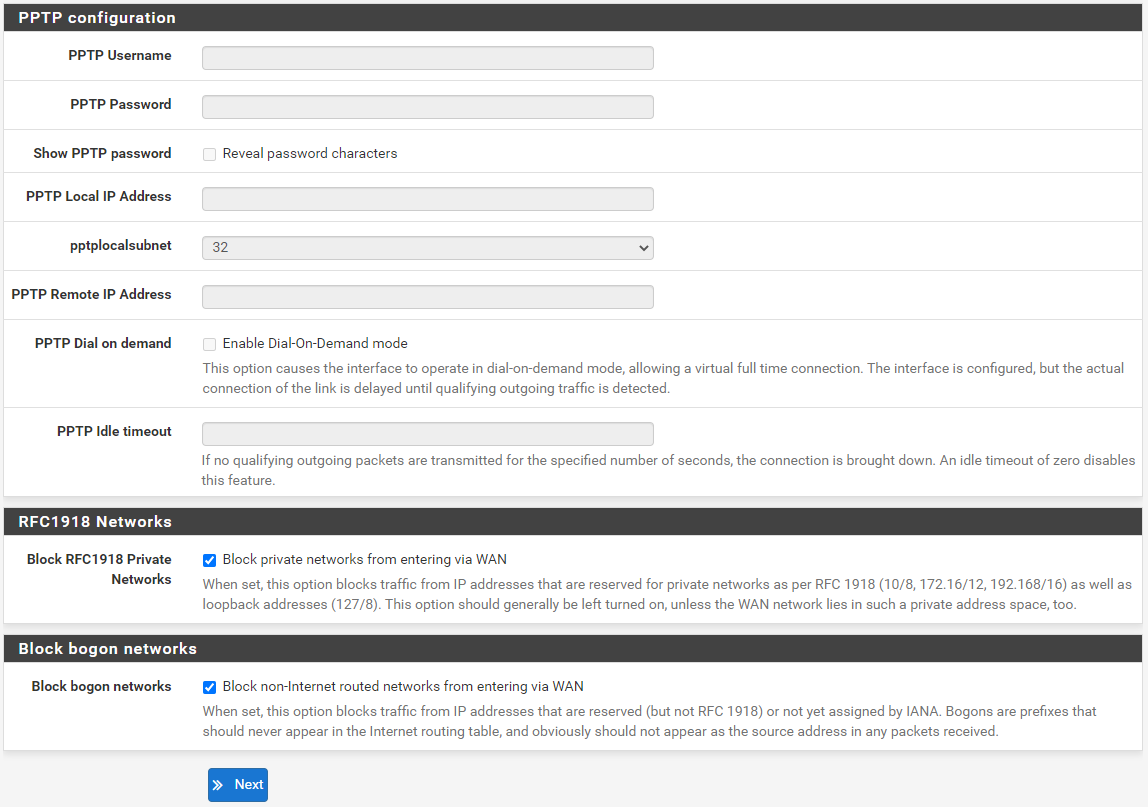 PPTP configuration
PPTP Username
PPTP Password
Show PPTP password
Reveal password characters
PPTP Local IP Address
pptplocalsubnet
32
PPTP Remote IP Address
PPTP Dial on demand
Enable Dial-On-Demand mode
This option causes the interface to operate in dial-on-demand mode, allowing a virtual full time connection. The interface is configured, but the actual
connection of the link is delayed until qualifying outgoing traffic is detected.
PPTP Idle timeout
If no qualifying outgoing packets are transmitted for the specified number of seconds, the connection is brought down. An idle timeout of zero disables
this feature.
RFC1918 Networks
Block RFC1918 Private
Networks
Block private networks from entering via WAN
When set, this option blocks traffic from IP addresses that are reserved for private networks as per RFC 1918 (10/8, 172.16/12, 192.168/16) as well as
loopback addresses (127/8). This option should generally be left turned on, unless the WAN network lies in such a private address space, too.
Block bogon networks
Block bogon networks
Block non-Internet routed networks from entering via WAN
When set, this option blocks traffic from IP addresses that are reserved (but not RFC 1918) or not yet assigned by IANA. Bogons are prefixes that
should never appear in the Internet routing table, and obviously should not appear as the source address in any packets received.
Next